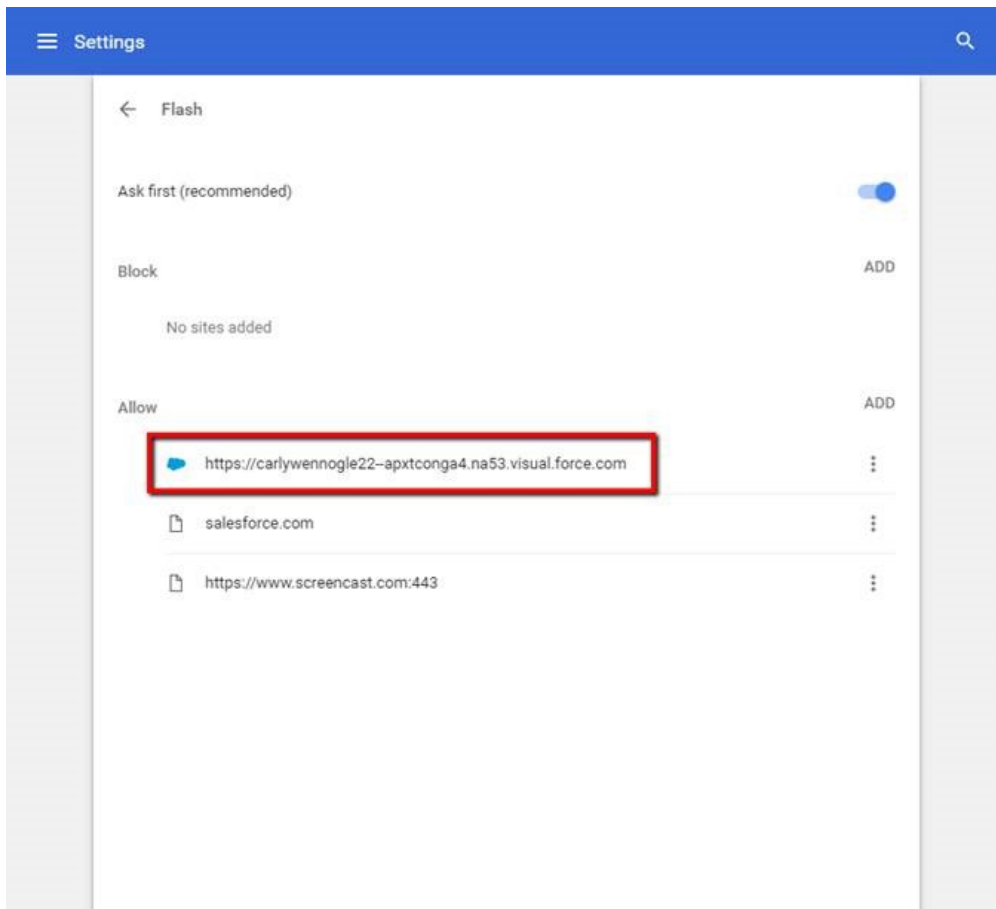 Settings
Flash
Ask first (recommended)
Block
ADD
No sites added
Allow
ADD
https://carlywennogle22--apxtconga4.na53.visual.force.com
salesforce.com
https://www.screencast.com:443